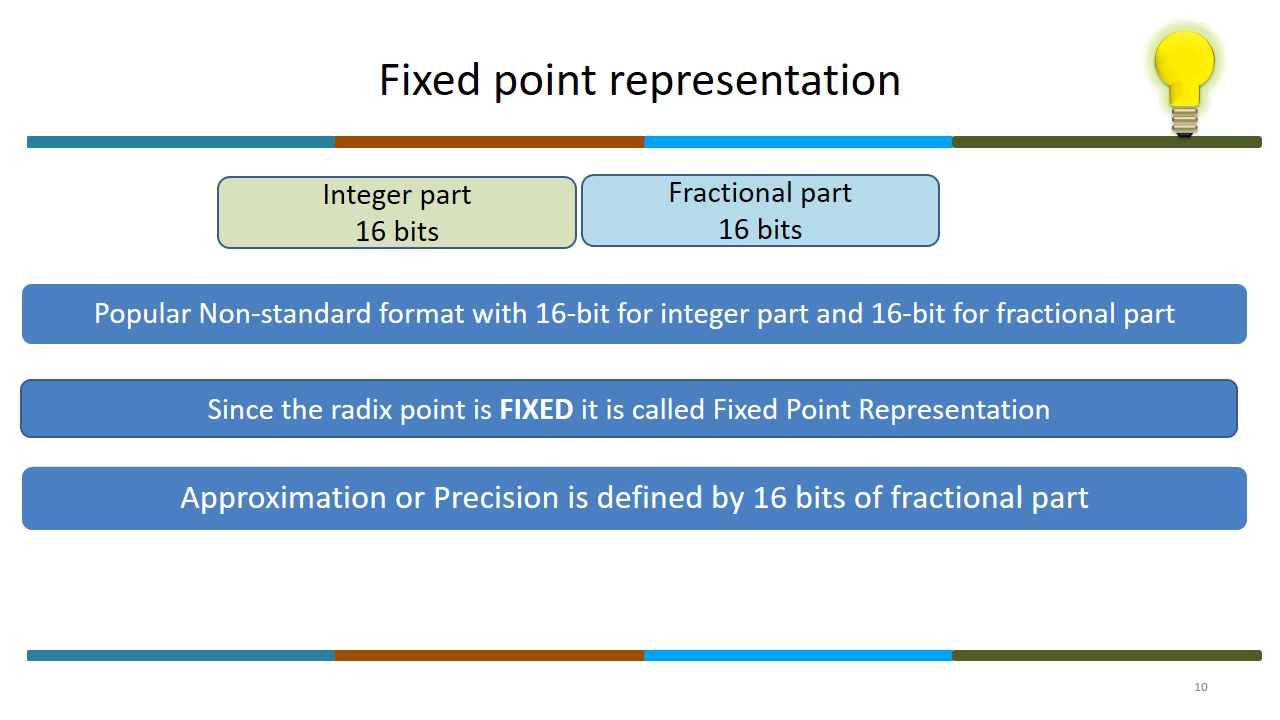 Fixed point representation
Integer part
16 bits
Fractional part
16 bits
Popular Non-standard format with 16-bit for integer part and 16-bit for fractional part
Since the radix point is FIXED it is called Fixed Point Representation
Approximation or Precision is defined by 16 bits of fractional part
10